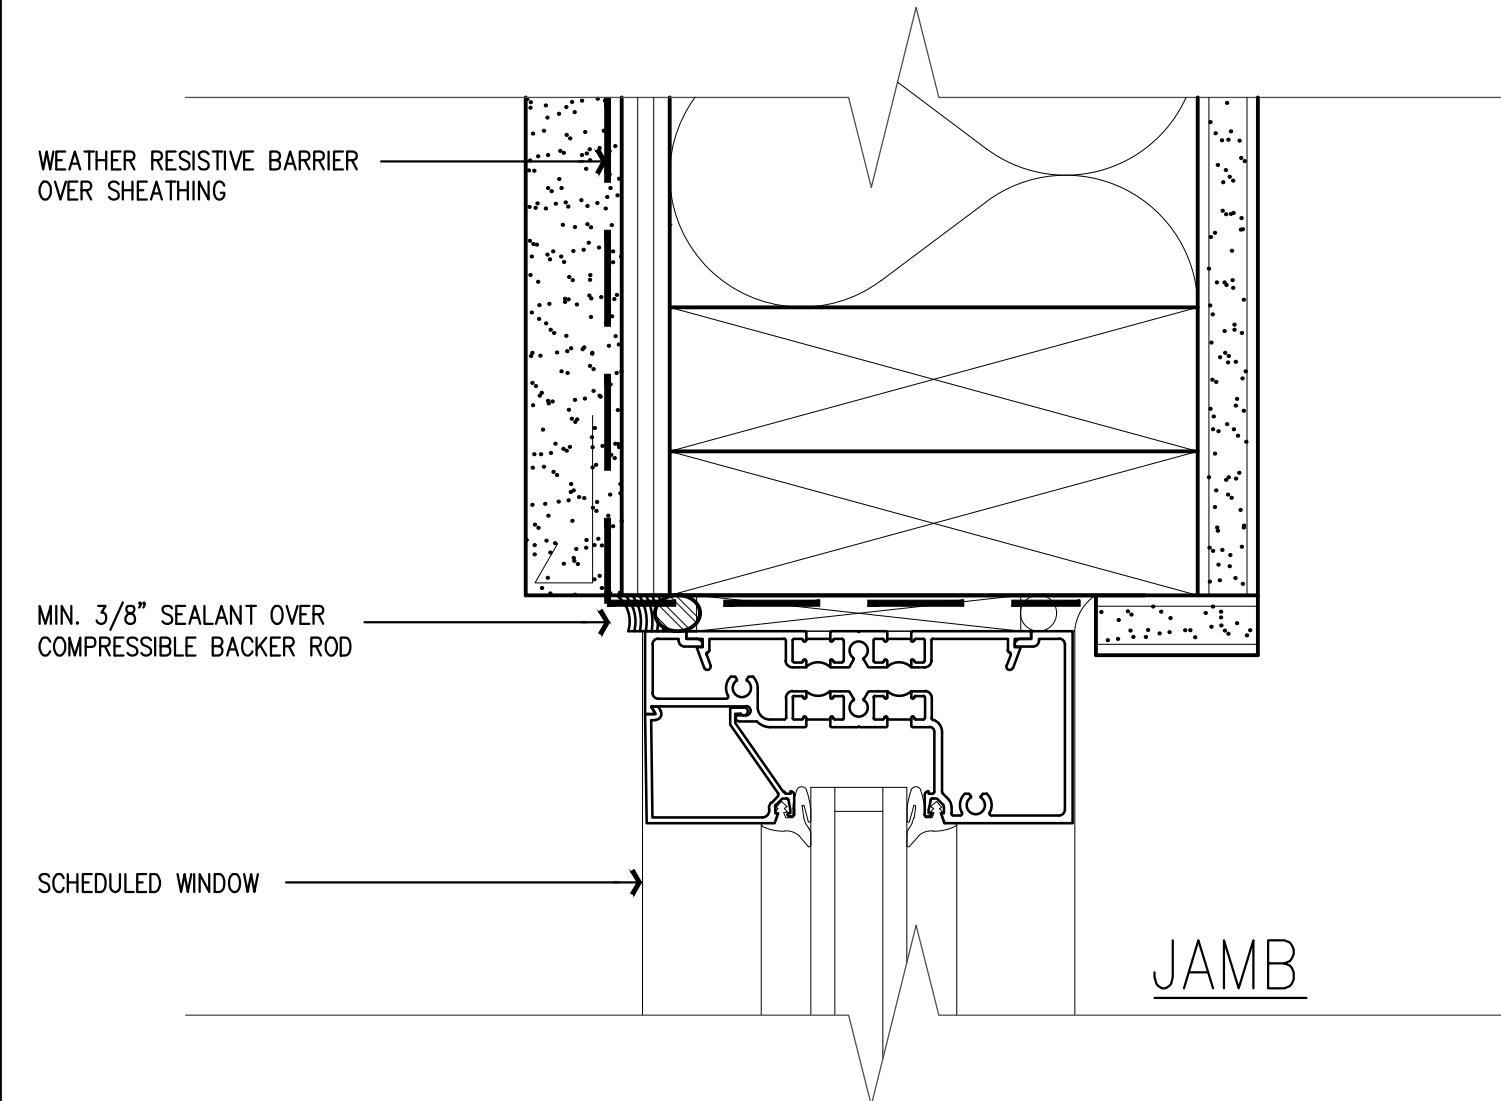 WEATHER RESISTIVE BARRIER
OVER SHEATHING
MIN. 3/8" SEALANT OVER
COMPRESSIBLE BACKER ROD
SCHEDULED WINDOW
JAMB